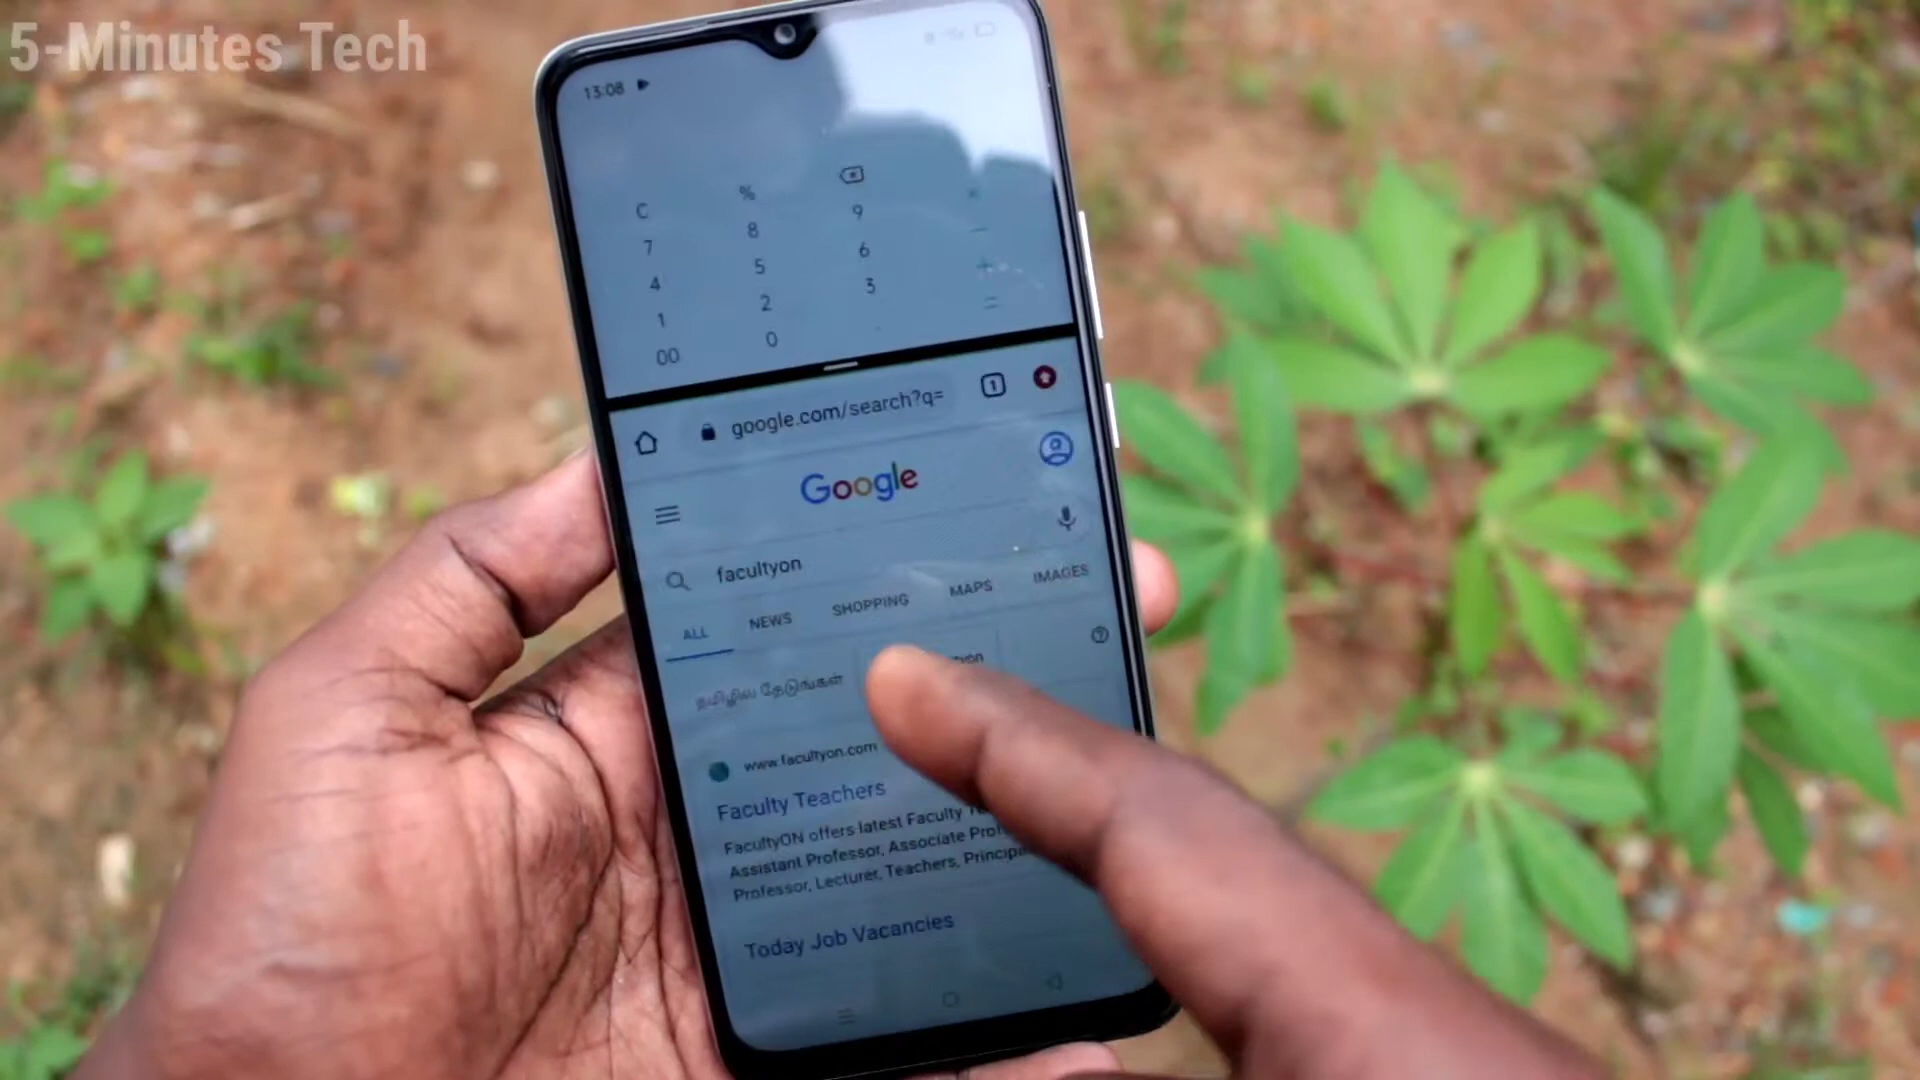 5-Minutes Tech
13:08
C % 
7 8 9
4 5 6 −
1 2 3 +
00 0 . =
google.com/search?q=
1
Google
facultyon
ALL NEWS SHOPPING MAPS IMAGES
தமிழில் தேடுங்கள்
www.facultyon.com
Faculty Teachers
FacultyON offers latest Faculty
Assistant Professor, Associate
Professor, Lecturer, Teachers,
Today Job Vacancies